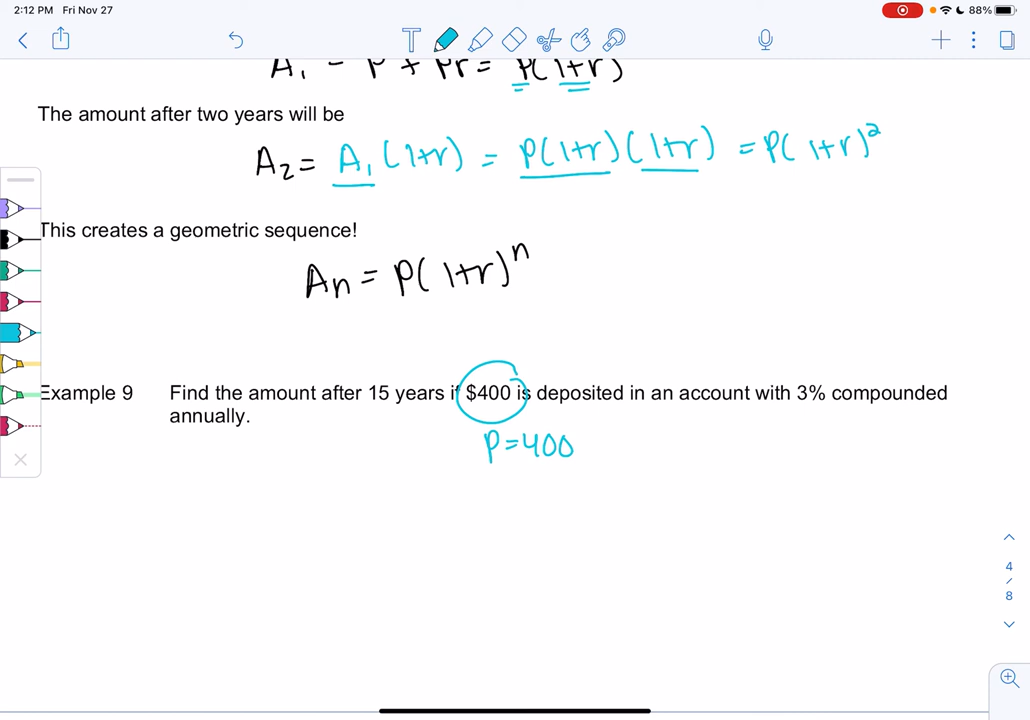 2:12 PM Fri Nov 27
88%
T
A₁ = P + Pr = P(1+r)
The amount after two years will be
A₂ = A₁(1+r) = P(1+r)(1+r) = P(1+r)²
This creates a geometric sequence!
Aₙ = P(1+r)ⁿ
Example 9 Find the amount after 15 years if $400 is deposited in an account with 3% compounded
annually.
P=400
4
/
8